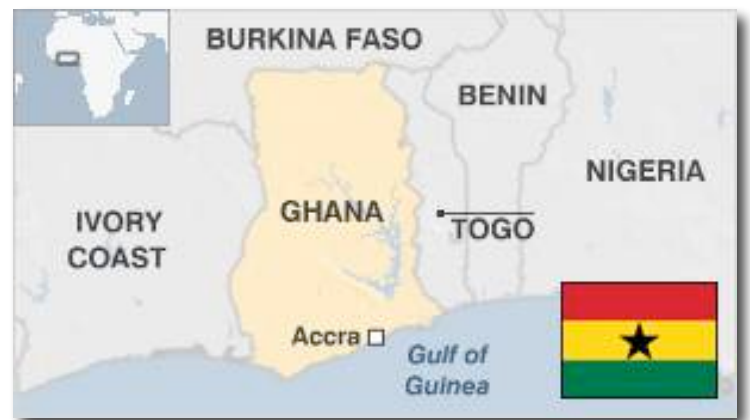 BURKINA FASO
BENIN
NIGERIA
GHANA
IVORY
COAST
TOGO
Accra
Gulf of
Guinea